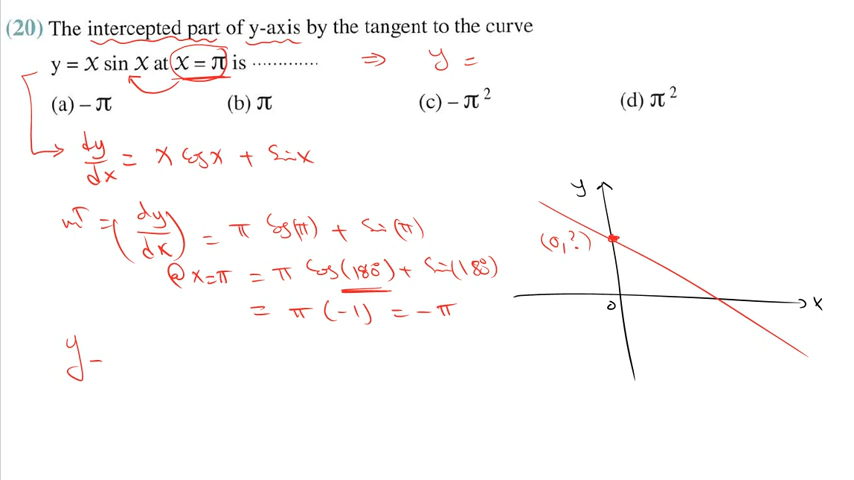 (20) The intercepted part of y-axis by the tangent to the curve
y = X sin X at X = π is .............. ⇒ y =
(a) – π (b) π (c) – π² (d) π²
dy/dx = x cos x + sin x
mᵀ = (dy/dx) = π cos(π) + sin(π)
@ x=π = π cos(180°) + sin(180°)
= π (-1) = -π
y -
y
(0,?)
0
x